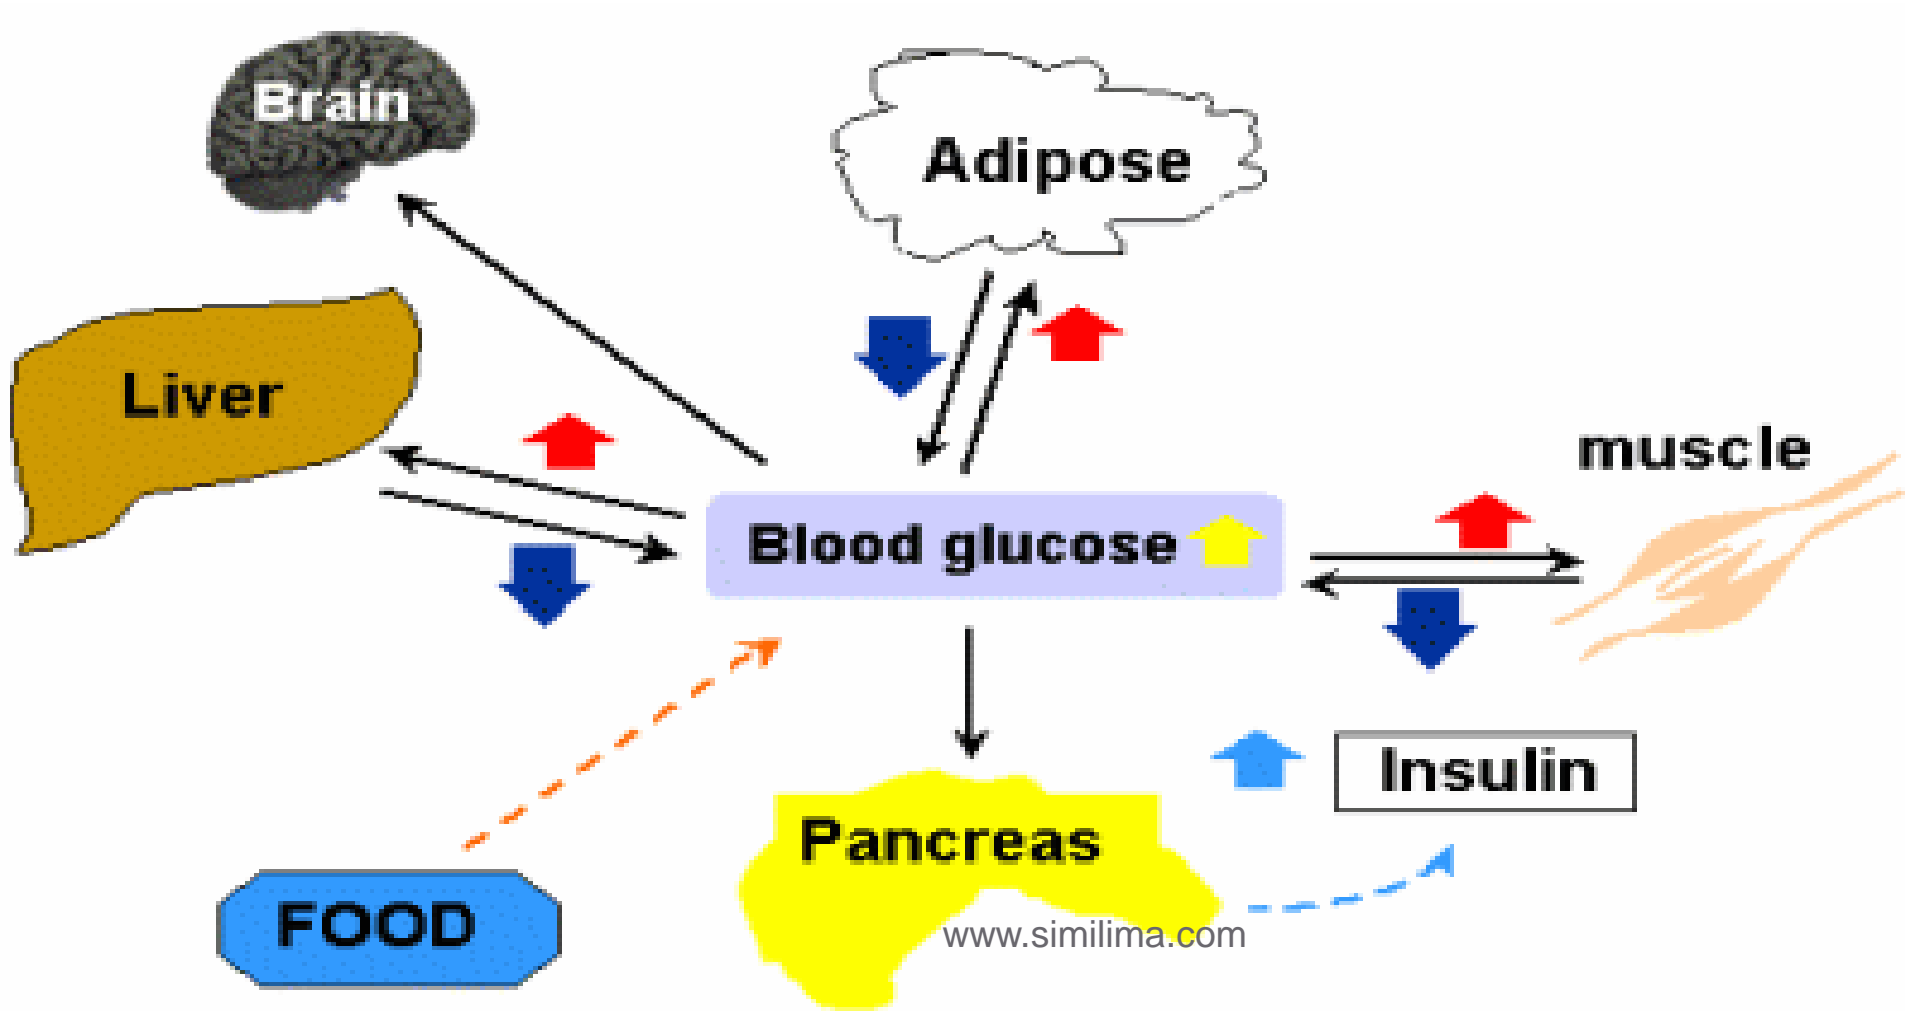 Brain
Adipose
Liver
muscle
Blood glucose
Insulin
Pancreas
FOOD
www.similima.com